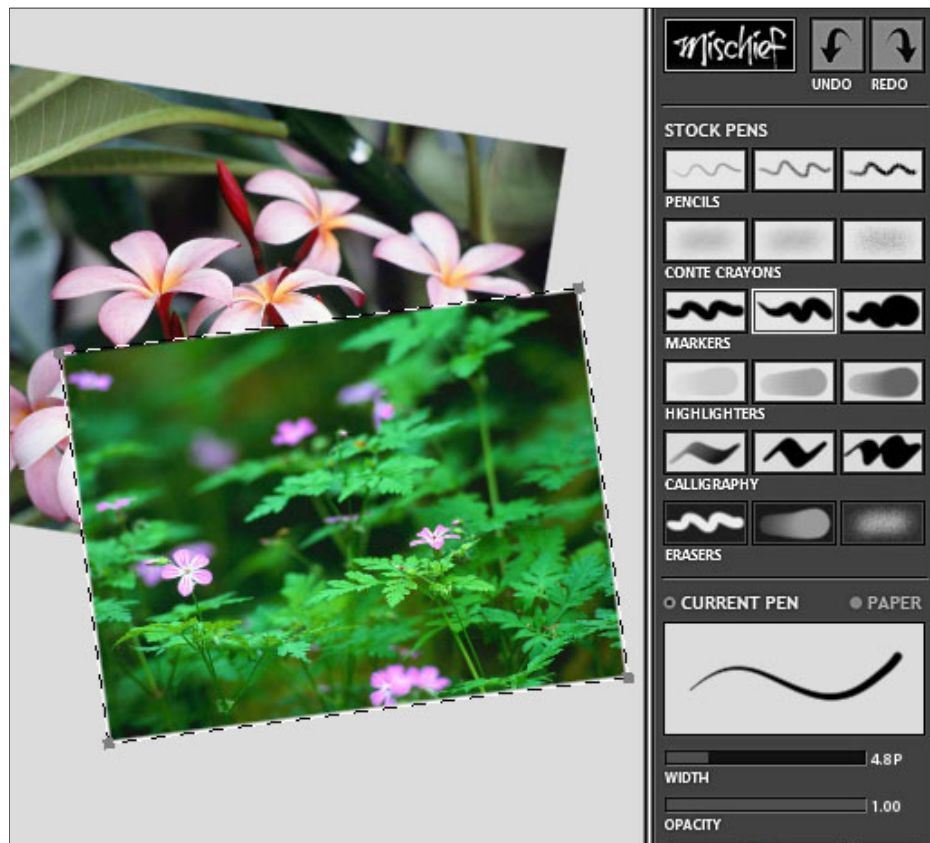 mischief
UNDO REDO
STOCK PENS
PENCILS
CONTE CRAYONS
MARKERS
HIGHLIGHTERS
CALLIGRAPHY
ERASERS
CURRENT PEN PAPER
4.8P
WIDTH
1.00
OPACITY